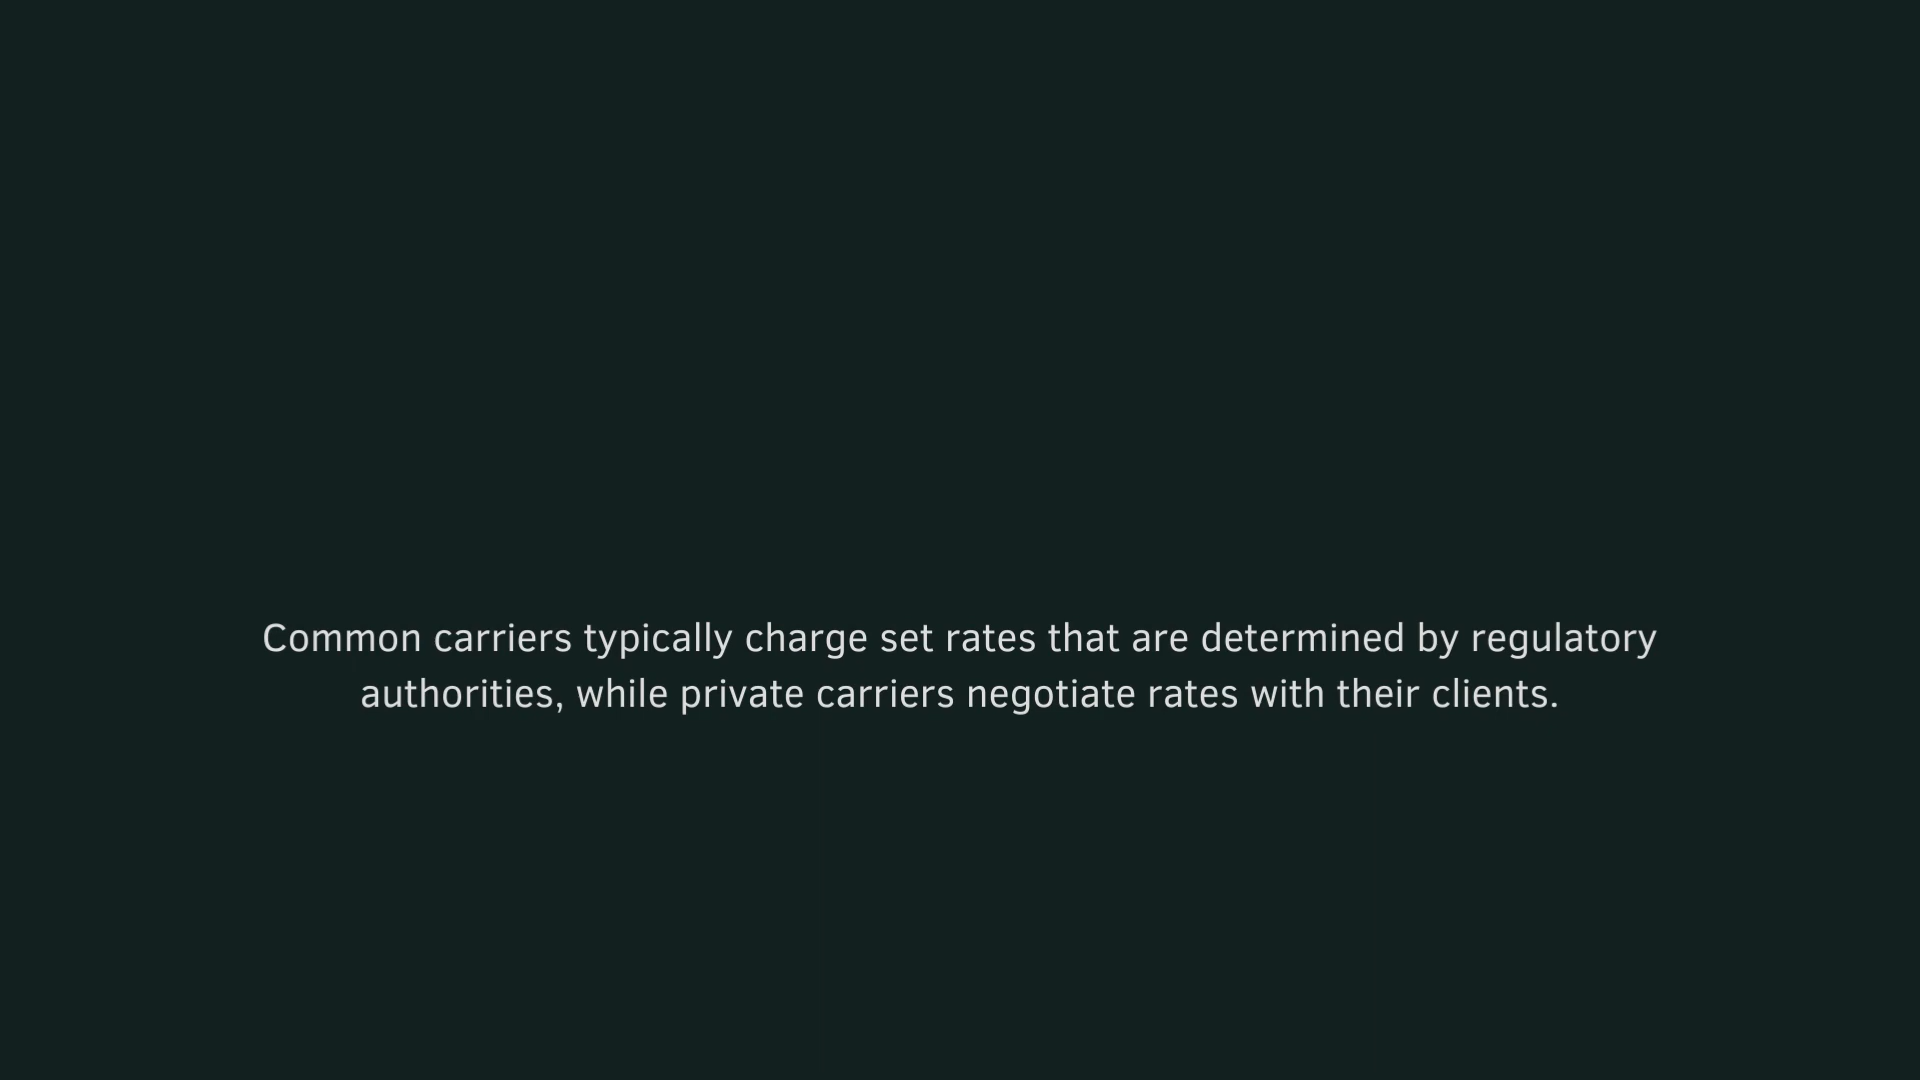 Common carriers typically charge set rates that are determined by regulatory
authorities, while private carriers negotiate rates with their clients.